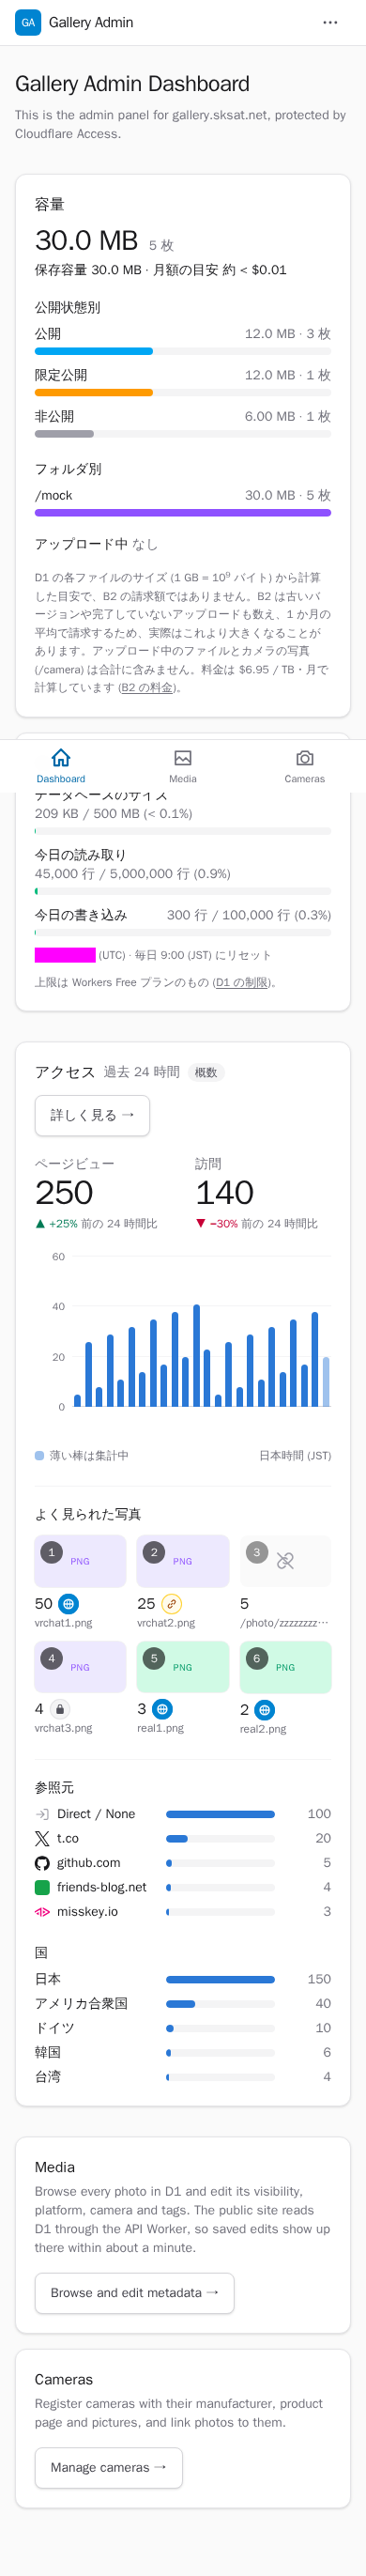 GA Gallery Admin
Gallery Admin Dashboard
This is the admin panel for gallery.sksat.net, protected by
Cloudflare Access.
容量
30.0 MB 5 枚
保存容量 30.0 MB · 月額の目安 約 < $0.01
公開状態別
公開 12.0 MB · 3 枚
限定公開 12.0 MB · 1 枚
非公開 6.00 MB · 1 枚
フォルダ別
/mock 30.0 MB · 5 枚
アップロード中 なし
D1 の各ファイルのサイズ (1 GB = 10⁹ バイト) から計算
した目安で、B2 の請求額ではありません。B2 は古いバ
ージョンや完了していないアップロードも数え、1 か月の
平均で請求するため、実際はこれより大きくなることが
あります。アップロード中のファイルとカメラの写真
(/camera) は合計に含みません。料金は $6.95 / TB・月で
計算しています (B2 の料金)。
Dashboard
Media
Cameras
データベースのサイズ
209 KB / 500 MB (< 0.1%)
今日の読み取り
45,000 行 / 5,000,000 行 (0.9%)
今日の書き込み 300 行 / 100,000 行 (0.3%)
(UTC) · 毎日 9:00 (JST) にリセット
上限は Workers Free プランのもの (D1 の制限)。
アクセス 過去 24 時間 概数
詳しく見る →
ページビュー 訪問
250 140
▲ +25% 前の 24 時間比 ▼ −30% 前の 24 時間比
60
40
20
0
薄い棒は集計中 日本時間 (JST)
よく見られた写真
1 PNG 2 PNG 3
50 25 5
vrchat1.png vrchat2.png /photo/zzzzzzzz…
4 PNG 5 PNG 6 PNG
4 3 2
vrchat3.png real1.png real2.png
参照元
Direct / None 100
t.co 20
github.com 5
friends-blog.net 4
misskey.io 3
国
日本 150
アメリカ合衆国 40
ドイツ 10
韓国 6
台湾 4
Media
Browse every photo in D1 and edit its visibility,
platform, camera and tags. The public site reads
D1 through the API Worker, so saved edits show up
there within about a minute.
Browse and edit metadata →
Cameras
Register cameras with their manufacturer, product
page and pictures, and link photos to them.
Manage cameras →